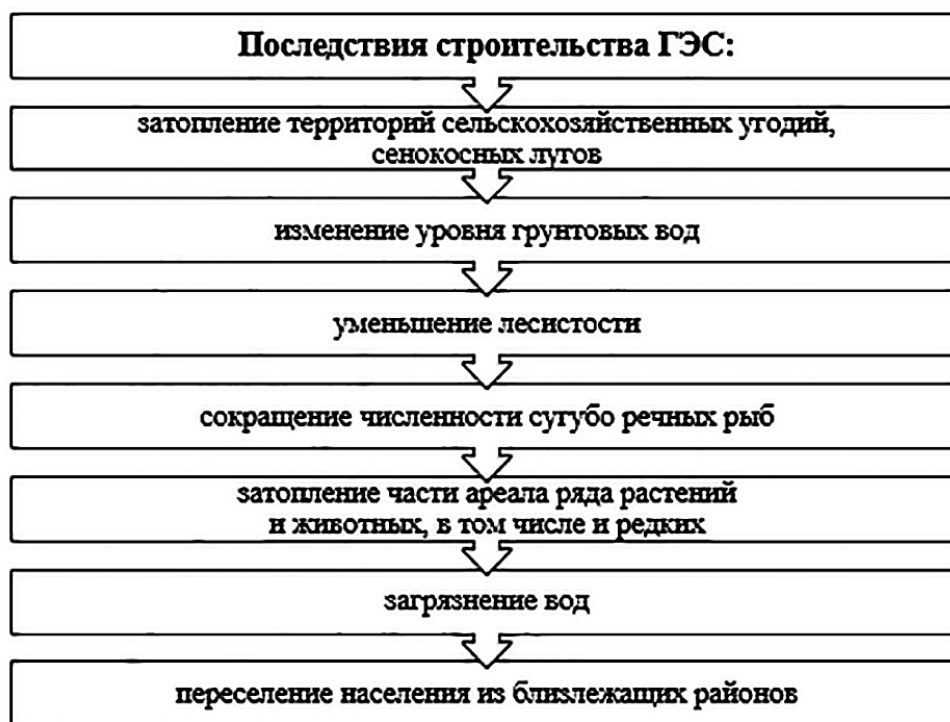 Последствия строительства ГЭС:
затопление территорий сельскохозяйственных угодий,
сенокосных лугов
изменение уровня грунтовых вод
уменьшение лесистости
сокращение численности сугубо речных рыб
затопление части ареала ряда растений
и животных, в том числе и редких
загрязнение вод
переселение населения из близлежащих районов